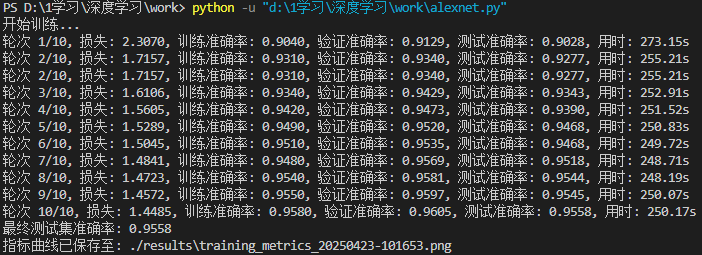 PS D:\1学习\深度学习\work> python -u "d:\1学习\深度学习\work\alexnet.py"
开始训练...
轮次 1/10, 损失: 2.3070, 训练准确率: 0.9040, 验证准确率: 0.9129, 测试准确率: 0.9028, 用时: 273.15s
轮次 2/10, 损失: 1.7157, 训练准确率: 0.9310, 验证准确率: 0.9340, 测试准确率: 0.9277, 用时: 255.21s
轮次 2/10, 损失: 1.7157, 训练准确率: 0.9310, 验证准确率: 0.9340, 测试准确率: 0.9277, 用时: 255.21s
轮次 3/10, 损失: 1.6106, 训练准确率: 0.9340, 验证准确率: 0.9429, 测试准确率: 0.9343, 用时: 252.91s
轮次 4/10, 损失: 1.5605, 训练准确率: 0.9420, 验证准确率: 0.9473, 测试准确率: 0.9390, 用时: 251.52s
轮次 5/10, 损失: 1.5289, 训练准确率: 0.9490, 验证准确率: 0.9520, 测试准确率: 0.9468, 用时: 250.83s
轮次 6/10, 损失: 1.5045, 训练准确率: 0.9510, 验证准确率: 0.9535, 测试准确率: 0.9468, 用时: 249.72s
轮次 7/10, 损失: 1.4841, 训练准确率: 0.9480, 验证准确率: 0.9569, 测试准确率: 0.9518, 用时: 248.71s
轮次 8/10, 损失: 1.4723, 训练准确率: 0.9540, 验证准确率: 0.9581, 测试准确率: 0.9544, 用时: 248.19s
轮次 9/10, 损失: 1.4572, 训练准确率: 0.9550, 验证准确率: 0.9597, 测试准确率: 0.9545, 用时: 250.07s
轮次 10/10, 损失: 1.4485, 训练准确率: 0.9580, 验证准确率: 0.9605, 测试准确率: 0.9558, 用时: 250.17s
最终测试集准确率: 0.9558
指标曲线已保存至: ./results\training_metrics_20250423-101653.png